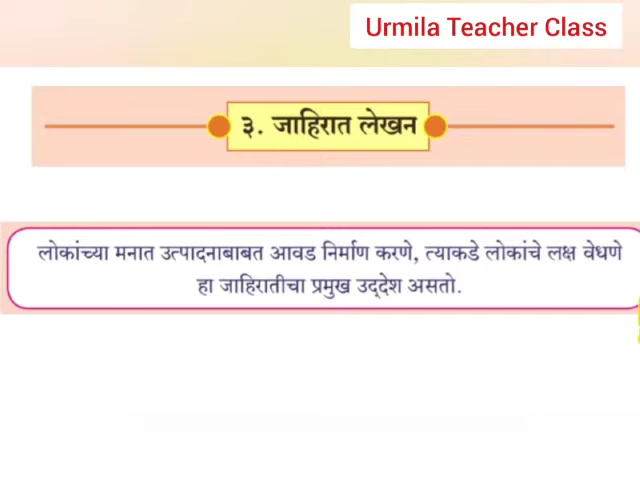 Urmila Teacher Class
३. जाहिरात लेखन
लोकांच्या मनात उत्पादनाबाबत आवड निर्माण करणे, त्याकडे लोकांचे लक्ष वेधणे
हा जाहिरातीचा प्रमुख उद्‌देश असतो.